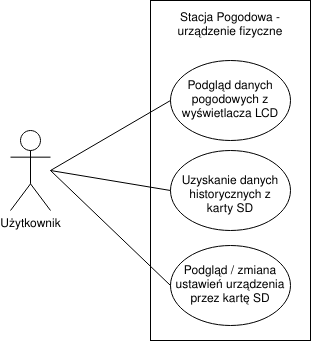 Stacja Pogodowa -
urządzenie fizyczne
Podgląd danych
pogodowych z
wyświetlacza LCD
Uzyskanie danych
historycznych z
karty SD
Użytkownik
Podgląd / zmiana
ustawień urządzenia
przez kartę SD